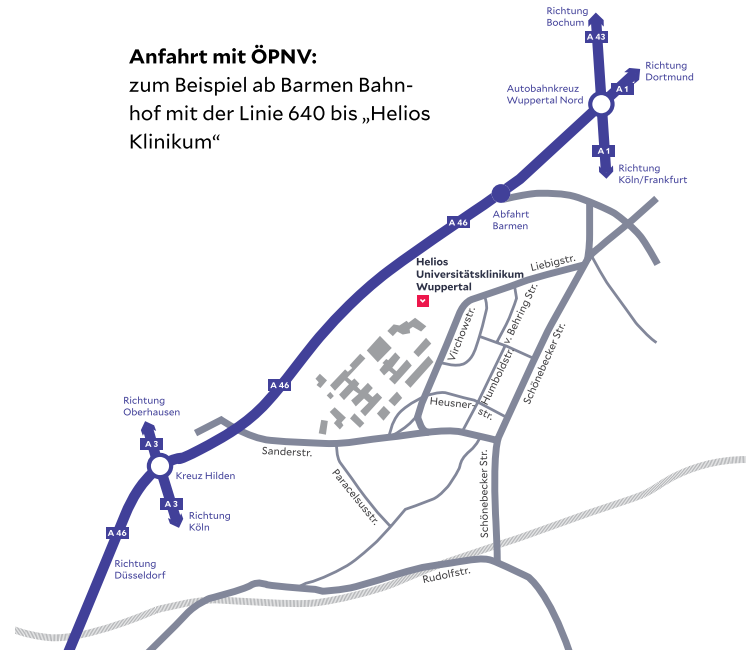 Richtung
Bochum
A 43
Richtung
Dortmund
A 1
Autobahnkreuz
Wuppertal Nord
A 1
Richtung
Köln/Frankfurt
Anfahrt mit ÖPNV:
zum Beispiel ab Barmen Bahn-
hof mit der Linie 640 bis „Helios
Klinikum“
Abfahrt
Barmen
A 46
Helios
Universitätsklinikum
Wuppertal
Liebigstr.
v. Behring Str.
Virchowstr.
Schönebecker Str.
Humboldtstr.
Heusner-
str.
A 46
Richtung
Oberhausen
A 3
Kreuz Hilden
A 3
Richtung
Köln
A 46
Richtung
Düsseldorf
Sanderstr.
Paracelsusstr.
Schönebecker Str.
Rudolfstr.